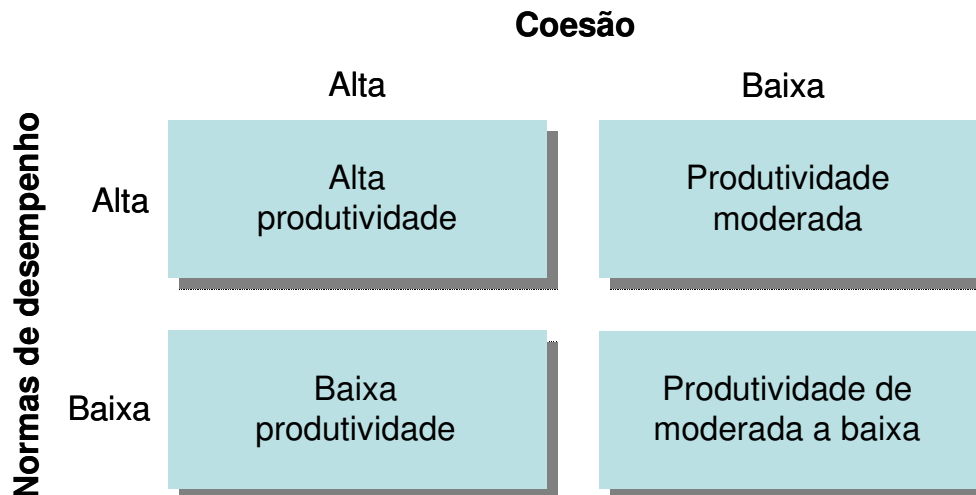 Coesão
Alta
Baixa
Normas de desempenho
Alta
Alta
produtividade
Produtividade
moderada
Baixa
Baixa
produtividade
Produtividade de
moderada a baixa